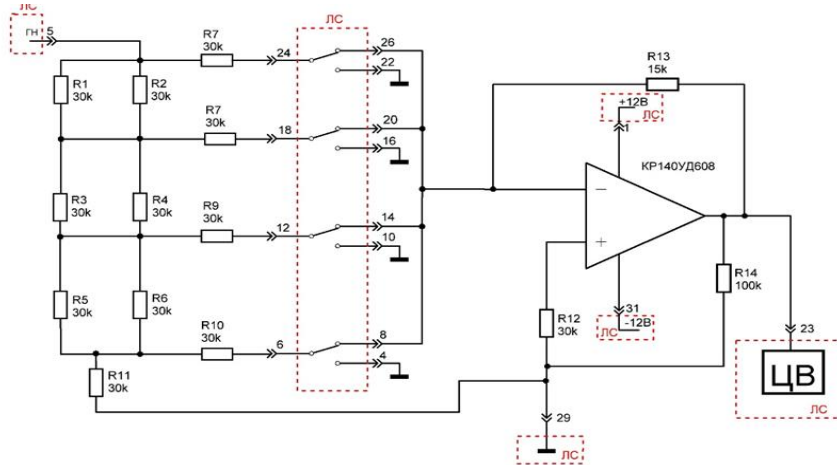 ЛС
ГН
5
R7
30k
24
ЛС
26
22
R1
30k
R2
30k
R7
30k
18
20
16
R3
30k
R4
30k
R9
30k
12
14
10
R5
30k
R6
30k
R10
30k
6
8
4
R11
30k
R13
15k
+12В
ЛС
1
КР140УД608
−
+
31
-12В
ЛС
R12
30k
R14
100k
23
ЦВ
ЛС
29
ЛС